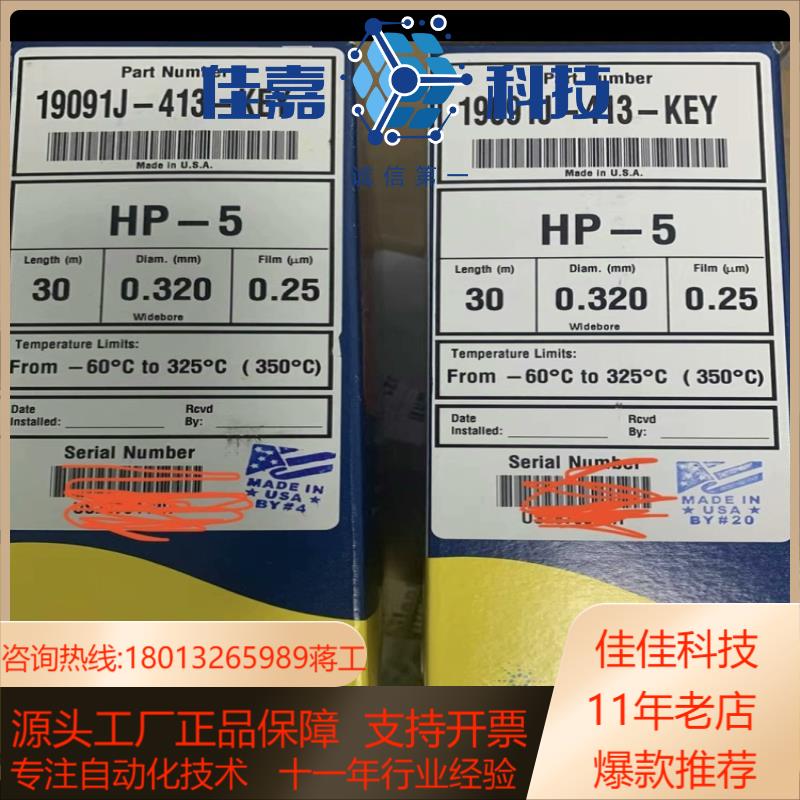 佳嘉科技
诚信第一
Part Number
19091J-413-KEY
Made in U.S.A.
HP-5
Length (m)
30
Diam. (mm)
0.320
Widebore
Film (µm)
0.25
Temperature Limits:
From -60°C to 325°C (350°C)
Date
Installed:
Rcvd
By:
Serial Number
MADE IN
USA
BY#4
Part Number
19091J-413-KEY
Made in U.S.A.
HP-5
Length (m)
30
Diam. (mm)
0.320
Widebore
Film (µm)
0.25
Temperature Limits:
From -60°C to 325°C (350°C)
Date
Installed:
Rcvd
By:
Serial Number
MADE IN
USA
BY#20
咨询热线:18013265989蒋工
源头工厂正品保障 支持开票
专注自动化技术 十一年行业经验
佳佳科技
11年老店
爆款推荐